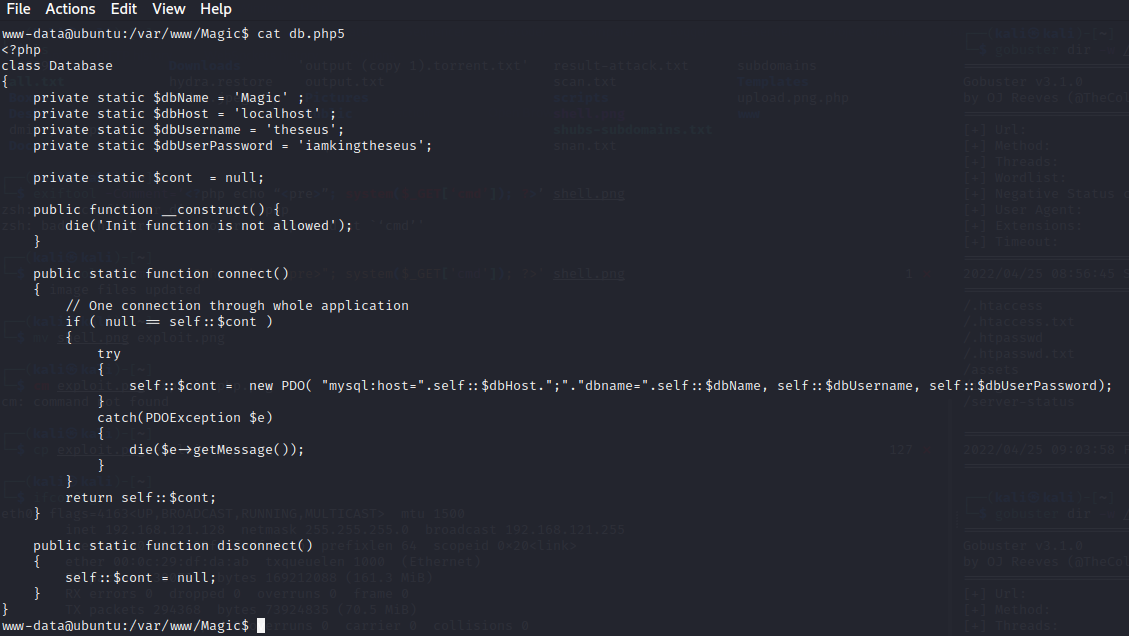 File Actions Edit View Help
www-data@ubuntu:/var/www/Magic$ cat db.php5
<?php
class Database
{
    private static $dbName = 'Magic' ;
    private static $dbHost = 'localhost' ;
    private static $dbUsername = 'theseus';
    private static $dbUserPassword = 'iamkingtheseus';

    private static $cont  = null;

    public function __construct() {
        die('Init function is not allowed');
    }

    public static function connect()
    {
        // One connection through whole application
        if ( null == self::$cont )
        {
            try
            {
                self::$cont =  new PDO( "mysql:host=".self::$dbHost.";"."dbname=".self::$dbName, self::$dbUsername, self::$dbUserPassword);
            }
            catch(PDOException $e)
            {
                die($e->getMessage());
            }
        }
        return self::$cont;
    }

    public static function disconnect()
    {
        self::$cont = null;
    }
}
www-data@ubuntu:/var/www/Magic$